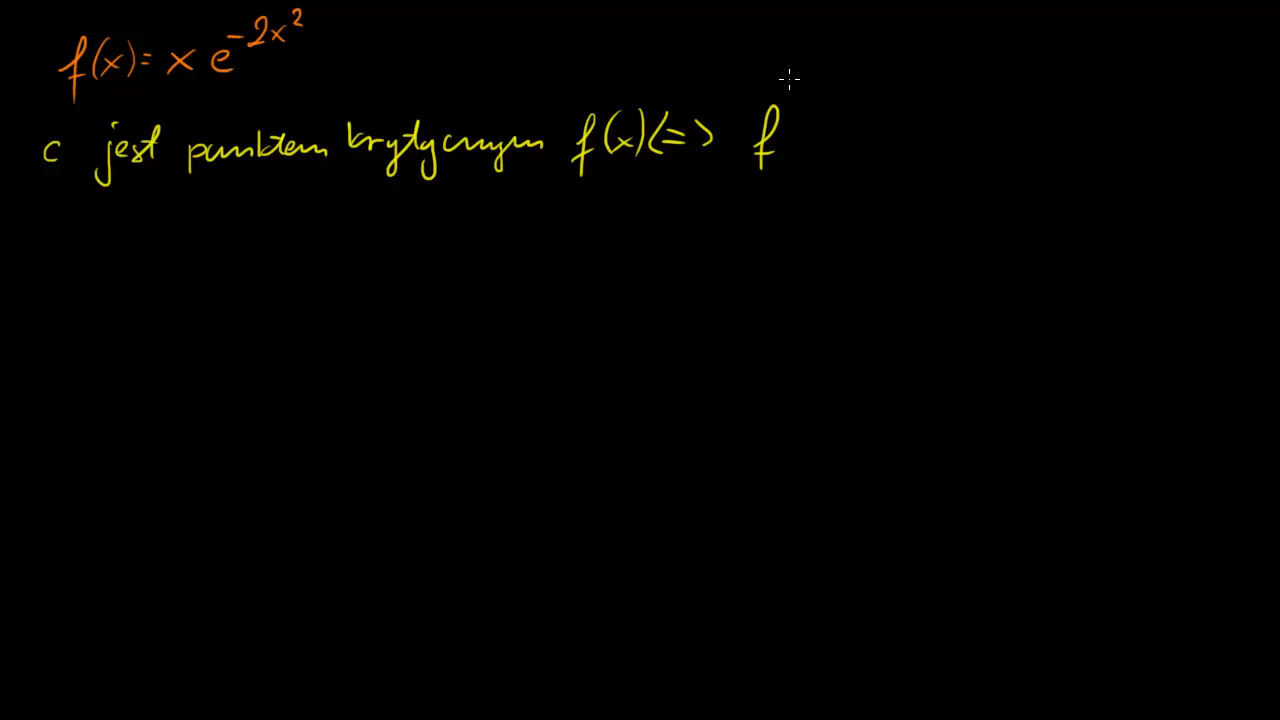 f(x) = x e^{-2x^2}
c jest punktem krytycznym f(x) <=> f